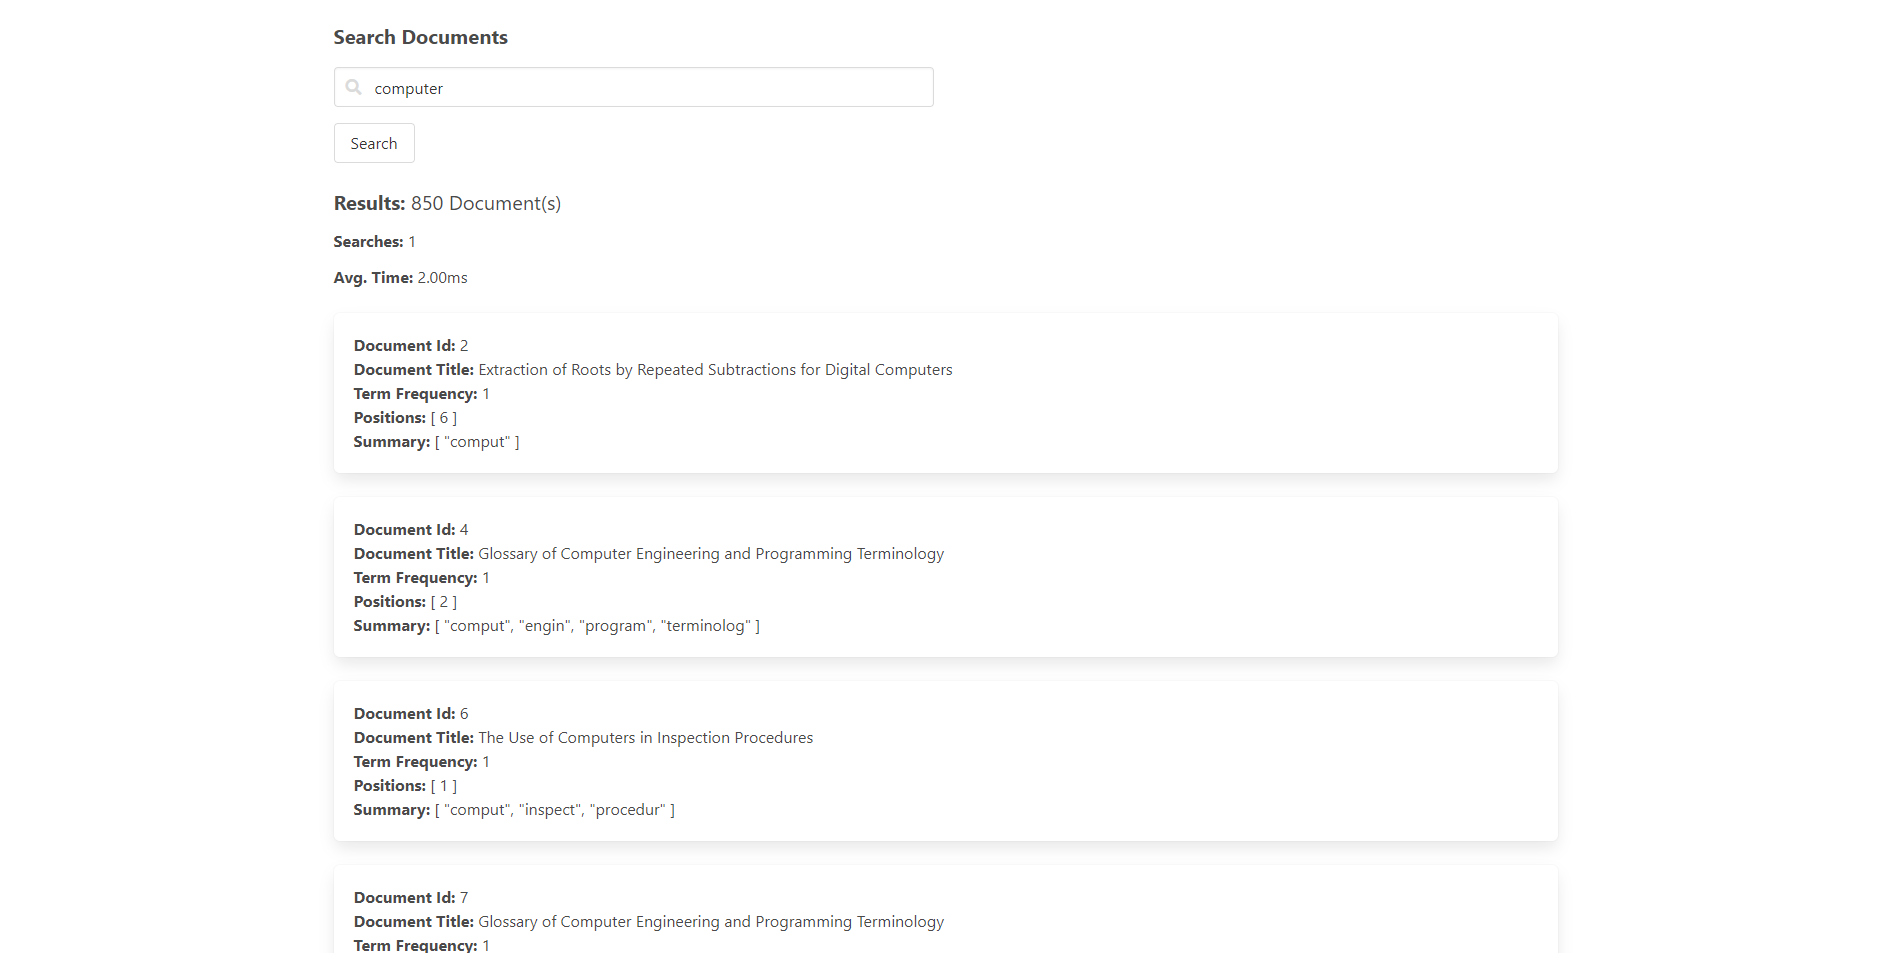 Search Documents
computer
Search
Results: 850 Document(s)
Searches: 1
Avg. Time: 2.00ms
Document Id: 2
Document Title: Extraction of Roots by Repeated Subtractions for Digital Computers
Term Frequency: 1
Positions: [ 6 ]
Summary: [ "comput" ]
Document Id: 4
Document Title: Glossary of Computer Engineering and Programming Terminology
Term Frequency: 1
Positions: [ 2 ]
Summary: [ "comput", "engin", "program", "terminolog" ]
Document Id: 6
Document Title: The Use of Computers in Inspection Procedures
Term Frequency: 1
Positions: [ 1 ]
Summary: [ "comput", "inspect", "procedur" ]
Document Id: 7
Document Title: Glossary of Computer Engineering and Programming Terminology
Term Frequency: 1